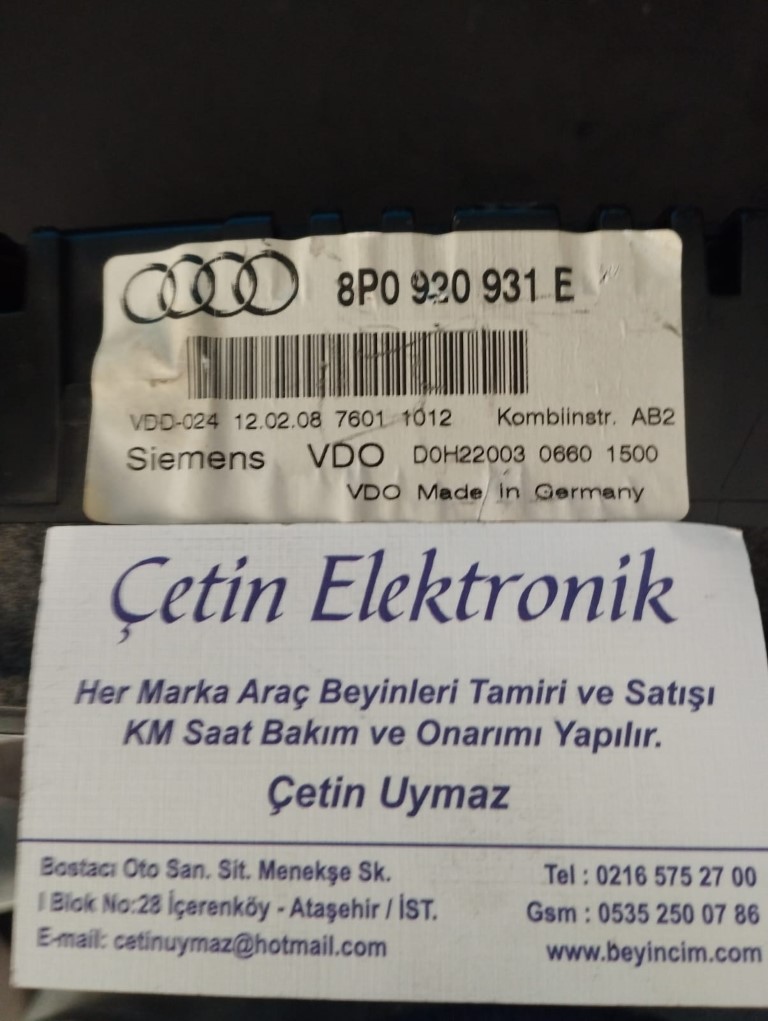 8P0 920 931 E
VDD-024 12.02.08 7601 1012 Kombiinstr. AB2
Siemens VDO D0H22003 0660 1500
VDO Made in Germany
Çetin Elektronik
Her Marka Araç Beyinleri Tamiri ve Satışı
KM Saat Bakım ve Onarımı Yapılır.
Çetin Uymaz
Bostacı Oto San. Sit. Menekşe Sk.
I Blok No:28 İçerenköy - Ataşehir / İST.
E-mail: cetinuymaz@hotmail.com
Tel : 0216 575 27 00
Gsm : 0535 250 07 86
www.beyincim.com